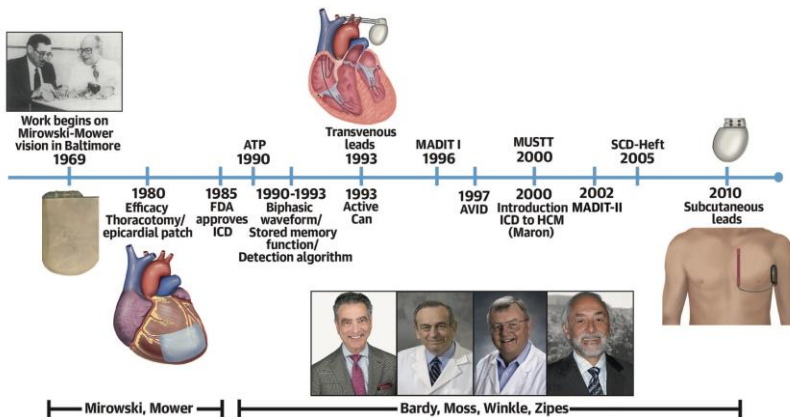 Work begins on
Mirowski-Mower
vision in Baltimore
1969
1980
Efficacy
Thoracotomy/
epicardial patch
1985
FDA
approves
ICD
ATP
1990
1990-1993
Biphasic
waveform/
Stored memory
function/
Detection algorithm
Transvenous
leads
1993
1993
Active
Can
MADIT I
1996
1997
AVID
MUSTT
2000
2000
Introduction
ICD to HCM
(Maron)
2002
MADIT-II
SCD-Heft
2005
2010
Subcutaneous
leads
Mirowski, Mower
Bardy, Moss, Winkle, Zipes